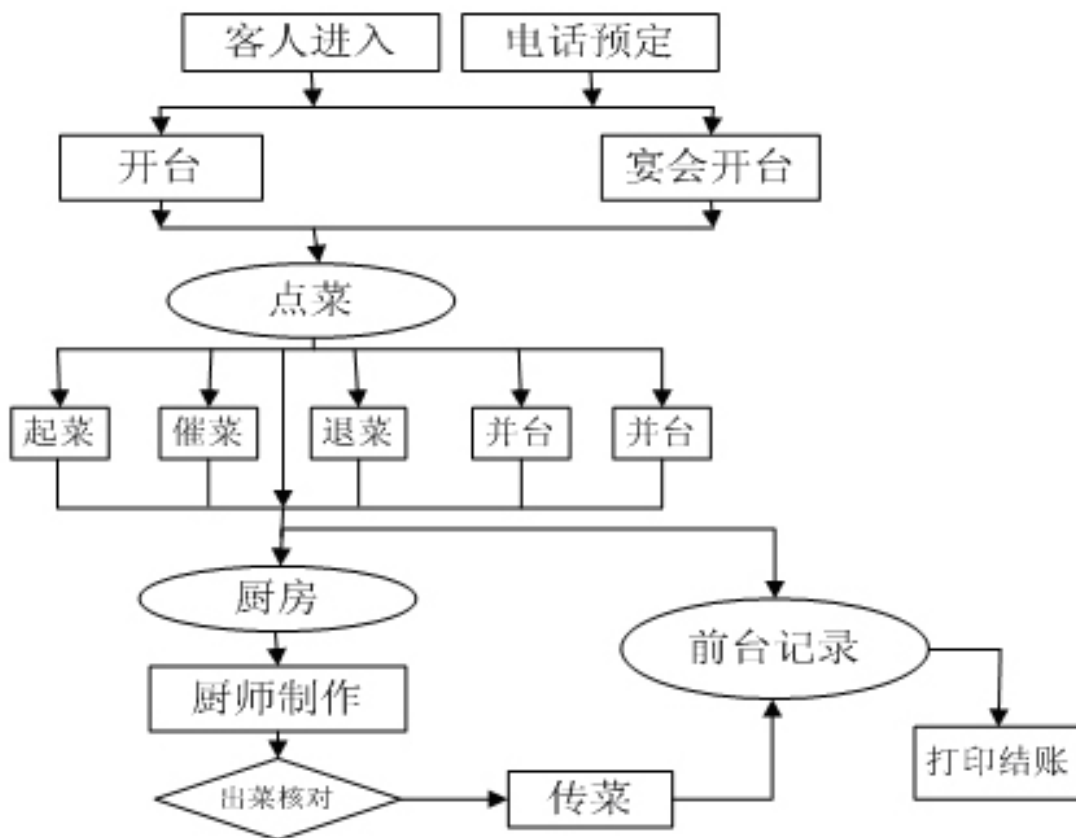 客人进入
电话预定
开台
宴会开台
点菜
起菜
催菜
退菜
并台
并台
厨房
前台记录
厨师制作
打印结账
出菜核对
传菜